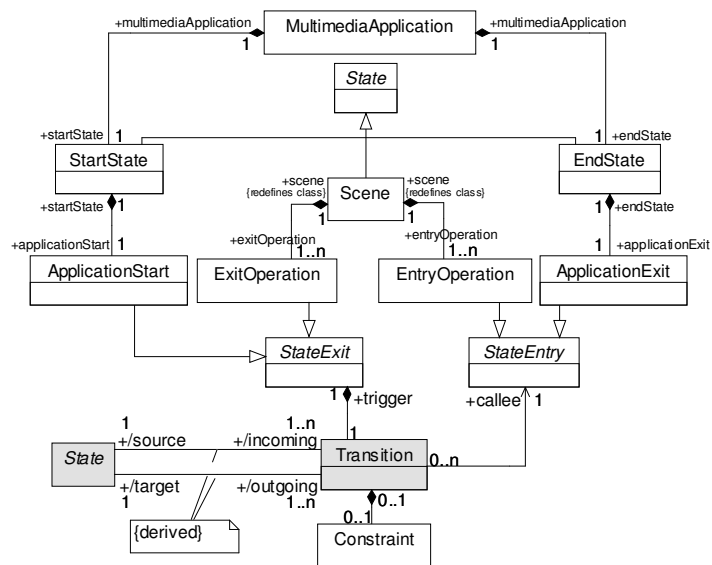 +multimediaApplication
MultimediaApplication
+multimediaApplication
1
1
State
+startState
1
1
+endState
StartState
EndState
+scene
{redefines class}
1
Scene
+scene
{redefines class}
1
+startState
1
1
+endState
+exitOperation
1..n
+entryOperation
1..n
+applicationStart
1
1
+applicationExit
ApplicationStart
ExitOperation
EntryOperation
ApplicationExit
StateExit
StateEntry
1
+trigger
+callee
1
1
1..n
1
+/source
+/incoming
State
Transition
0..n
+/target
+/outgoing
1
1..n
0..1
{derived}
0..1
Constraint